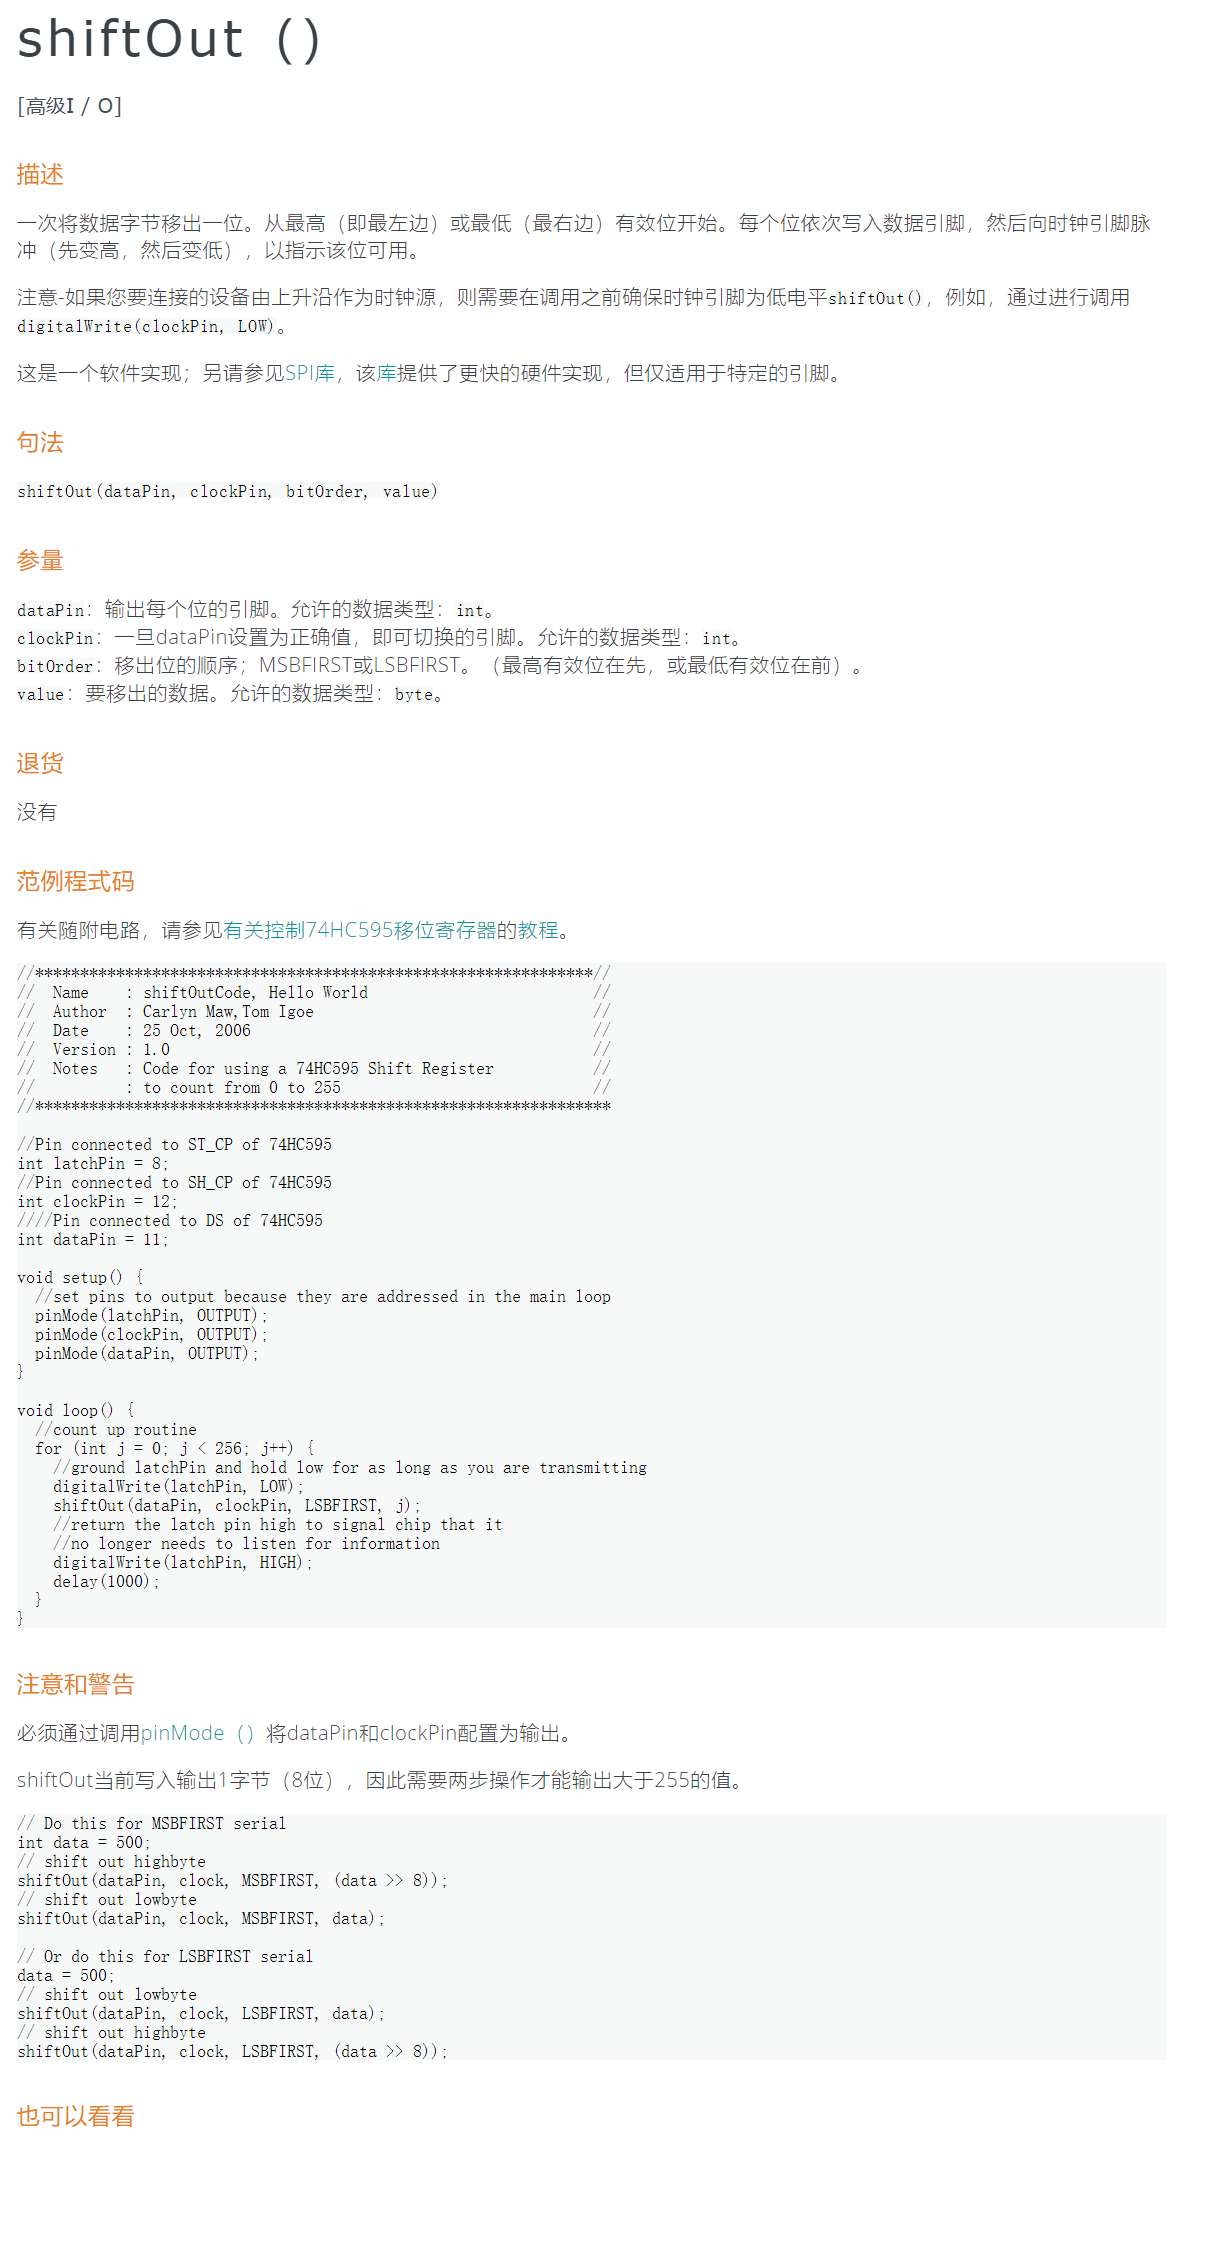 shiftOut（）
[高级I / O]
描述
一次将数据字节移出一位。从最高（即最左边）或最低（最右边）有效位开始。每个位依次写入数据引脚，然后向时钟引脚脉
冲（先变高，然后变低），以指示该位可用。
注意-如果您要连接的设备由上升沿作为时钟源，则需要在调用之前确保时钟引脚为低电平shiftOut()，例如，通过进行调用
digitalWrite(clockPin, LOW)。
这是一个软件实现；另请参见SPI库，该库提供了更快的硬件实现，但仅适用于特定的引脚。
句法
shiftOut(dataPin, clockPin, bitOrder, value)
参量
dataPin：输出每个位的引脚。允许的数据类型：int。
clockPin：一旦dataPin设置为正确值，即可切换的引脚。允许的数据类型：int。
bitOrder：移出位的顺序；MSBFIRST或LSBFIRST。（最高有效位在先，或最低有效位在前）。
value：要移出的数据。允许的数据类型：byte。
退货
没有
范例程式码
有关随附电路，请参见有关控制74HC595移位寄存器的教程。
//**************************************************************//
//  Name    : shiftOutCode, Hello World                         //
//  Author  : Carlyn Maw,Tom Igoe                               //
//  Date    : 25 Oct, 2006                                      //
//  Version : 1.0                                               //
//  Notes   : Code for using a 74HC595 Shift Register           //
//          : to count from 0 to 255                            //
//****************************************************************
//Pin connected to ST_CP of 74HC595
int latchPin = 8;
//Pin connected to SH_CP of 74HC595
int clockPin = 12;
////Pin connected to DS of 74HC595
int dataPin = 11;
void setup() {
  //set pins to output because they are addressed in the main loop
  pinMode(latchPin, OUTPUT);
  pinMode(clockPin, OUTPUT);
  pinMode(dataPin, OUTPUT);
}
void loop() {
  //count up routine
  for (int j = 0; j < 256; j++) {
    //ground latchPin and hold low for as long as you are transmitting
    digitalWrite(latchPin, LOW);
    shiftOut(dataPin, clockPin, LSBFIRST, j);
    //return the latch pin high to signal chip that it
    //no longer needs to listen for information
    digitalWrite(latchPin, HIGH);
    delay(1000);
  }
}
注意和警告
必须通过调用pinMode（）将dataPin和clockPin配置为输出。
shiftOut当前写入输出1字节（8位），因此需要两步操作才能输出大于255的值。
// Do this for MSBFIRST serial
int data = 500;
// shift out highbyte
shiftOut(dataPin, clock, MSBFIRST, (data >> 8));
// shift out lowbyte
shiftOut(dataPin, clock, MSBFIRST, data);
// Or do this for LSBFIRST serial
data = 500;
// shift out lowbyte
shiftOut(dataPin, clock, LSBFIRST, data);
// shift out highbyte
shiftOut(dataPin, clock, LSBFIRST, (data >> 8));
也可以看看